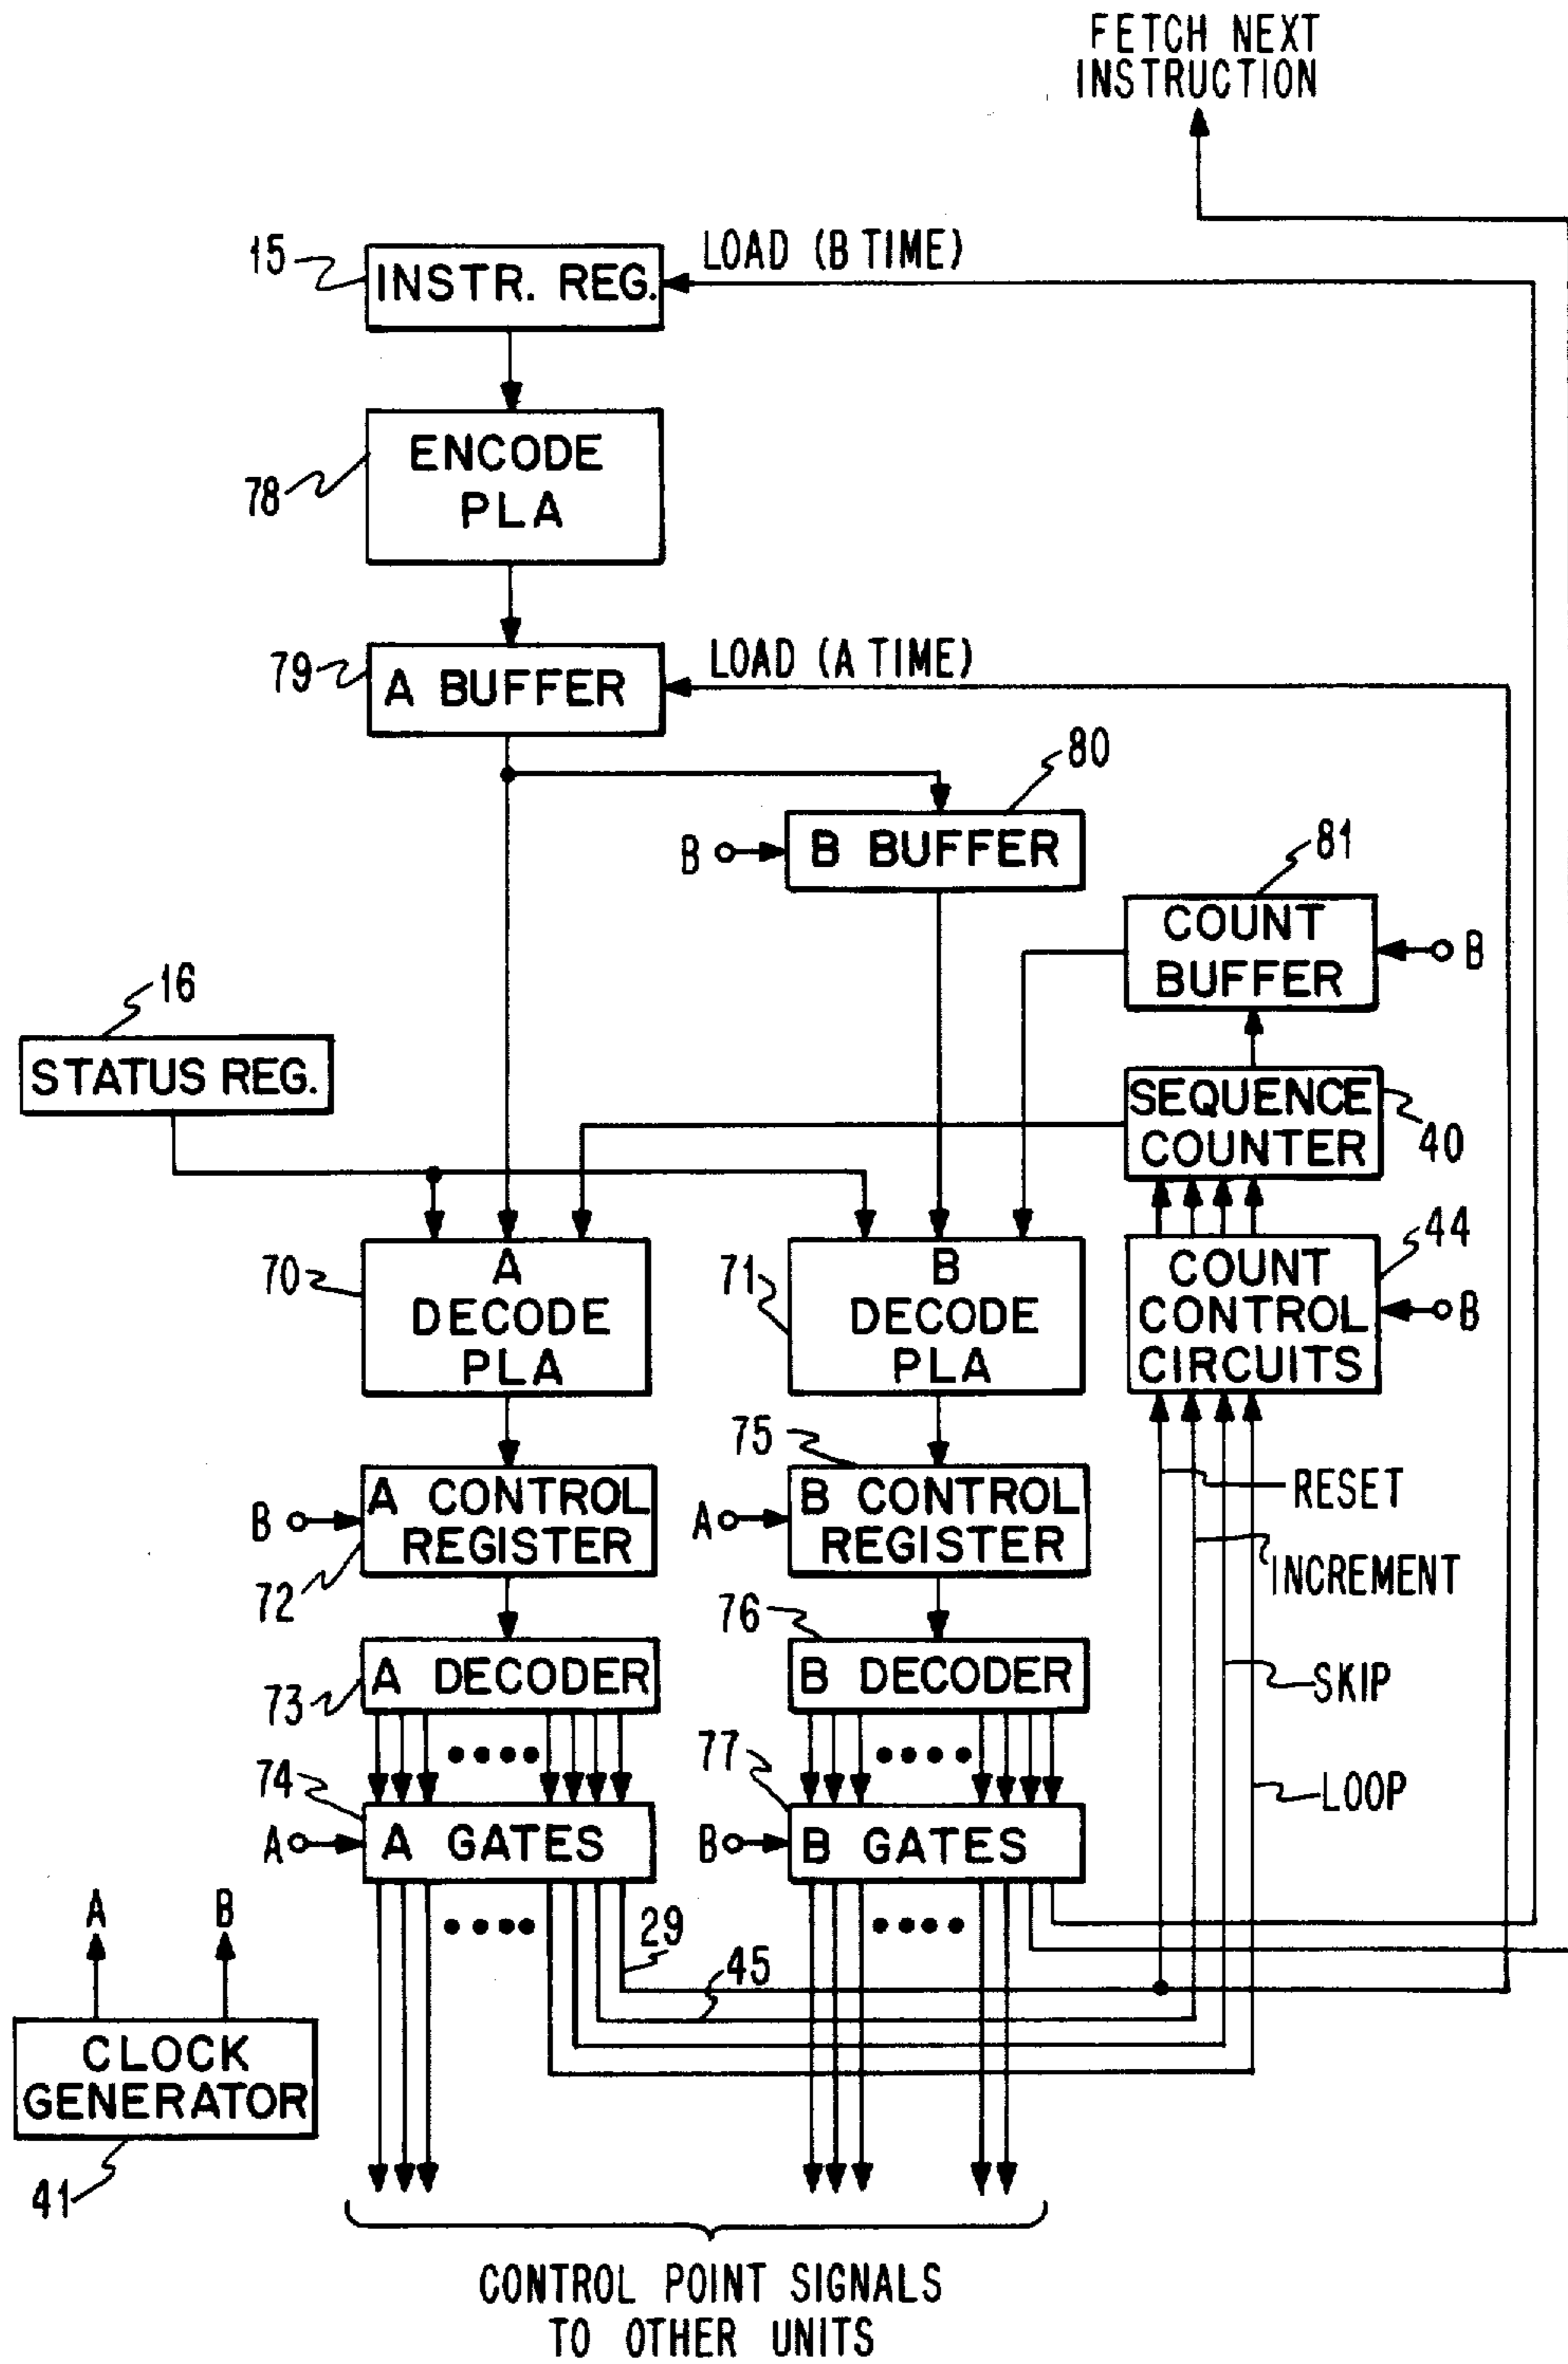 FETCH NEXT
INSTRUCTION
15
INSTR. REG.
LOAD (B TIME)
78
ENCODE
PLA
79
A BUFFER
LOAD (A TIME)
80
B
B BUFFER
81
COUNT
BUFFER
B
16
STATUS REG.
SEQUENCE
COUNTER
40
70
A
DECODE
PLA
71
B
DECODE
PLA
44
COUNT
CONTROL
CIRCUITS
B
B
A CONTROL
REGISTER
72
75
A
B CONTROL
REGISTER
RESET
INCREMENT
SKIP
LOOP
73
A DECODER
76
B DECODER
74
A
A GATES
77
B
B GATES
29
45
A
B
CLOCK
GENERATOR
41
CONTROL POINT SIGNALS
TO OTHER UNITS